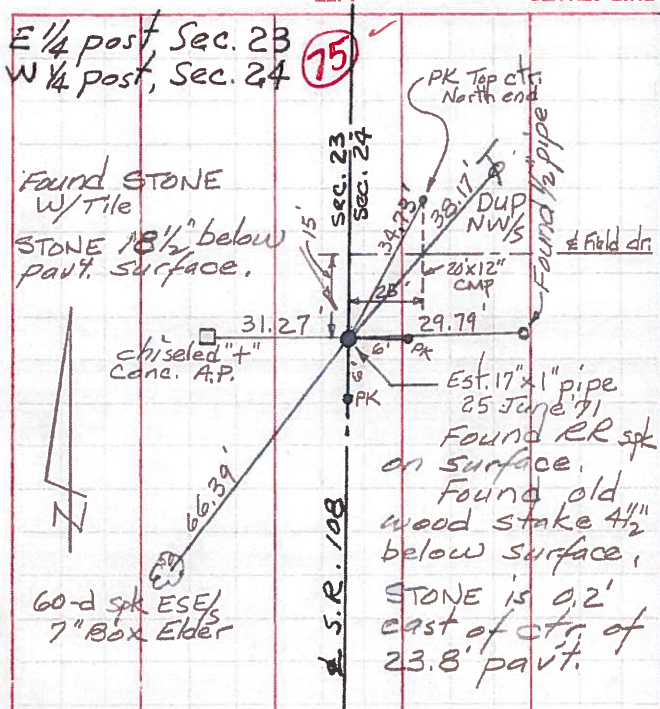 E 1/4 post, Sec. 23
W 1/4 post, Sec. 24
75
PK Top ctr.
North end
Sec. 23
Sec. 24
Found STONE
W/Tile
STONE 18 1/2" below
pav't. surface.
15'
34.73'
38.17'
DUP
NW/s
Found 1/2" pipe
℄ Field dr.
20'x12"
CMP
25'
31.27'
29.79'
6'
PK
chiseled "+"
Conc. A.P.
6'
PK
Est. 17"x1" pipe
25 June '71
Found RR spk
on surface.
Found old
wood stake 4 1/2"
below surface.
STONE is 0.2'
east of ctr. of
23.8' pav't.
66.39'
N
60-d spk ESE/s
7" Box Elder
℄ S.R. 108